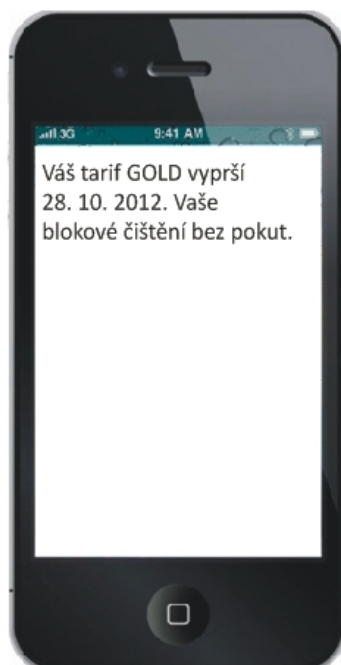 3G 9:41 AM
Váš tarif GOLD vyprší
28. 10. 2012. Vaše
blokové čištění bez pokut.